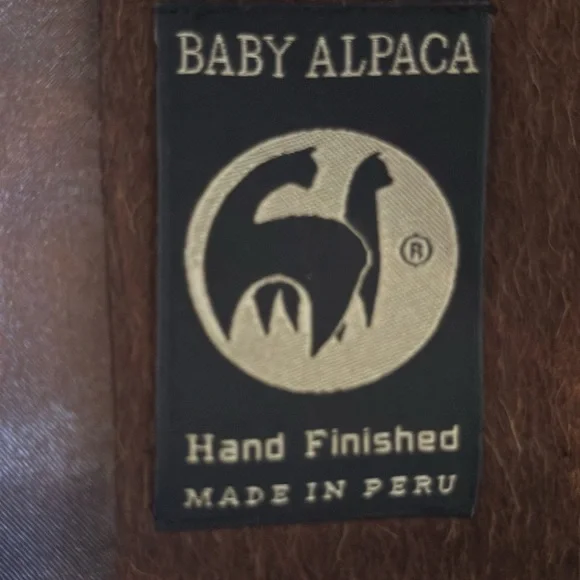 BABY ALPACA
®
Hand Finished
MADE IN PERU